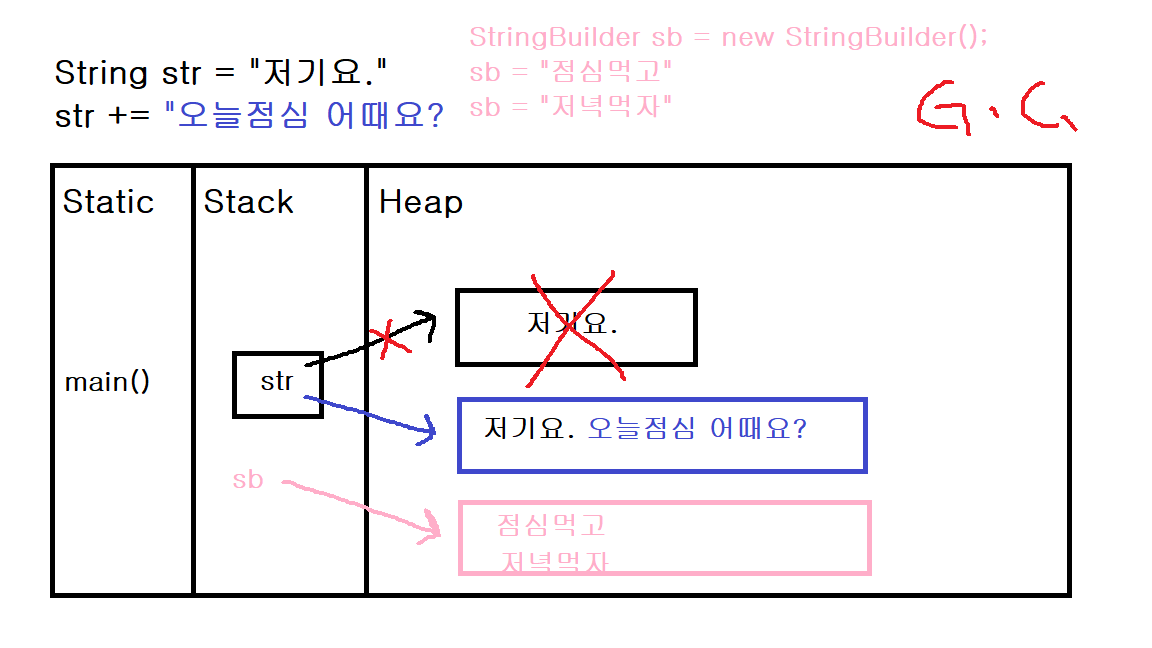 StringBuilder sb = new StringBuilder();
sb = "점심먹고"
sb = "저녁먹자"
String str = "저기요."
str += "오늘점심 어때요?
G.C.
Static
Stack
Heap
저기요.
main()
str
저기요. 오늘점심 어때요?
sb
점심먹고
저녁먹자